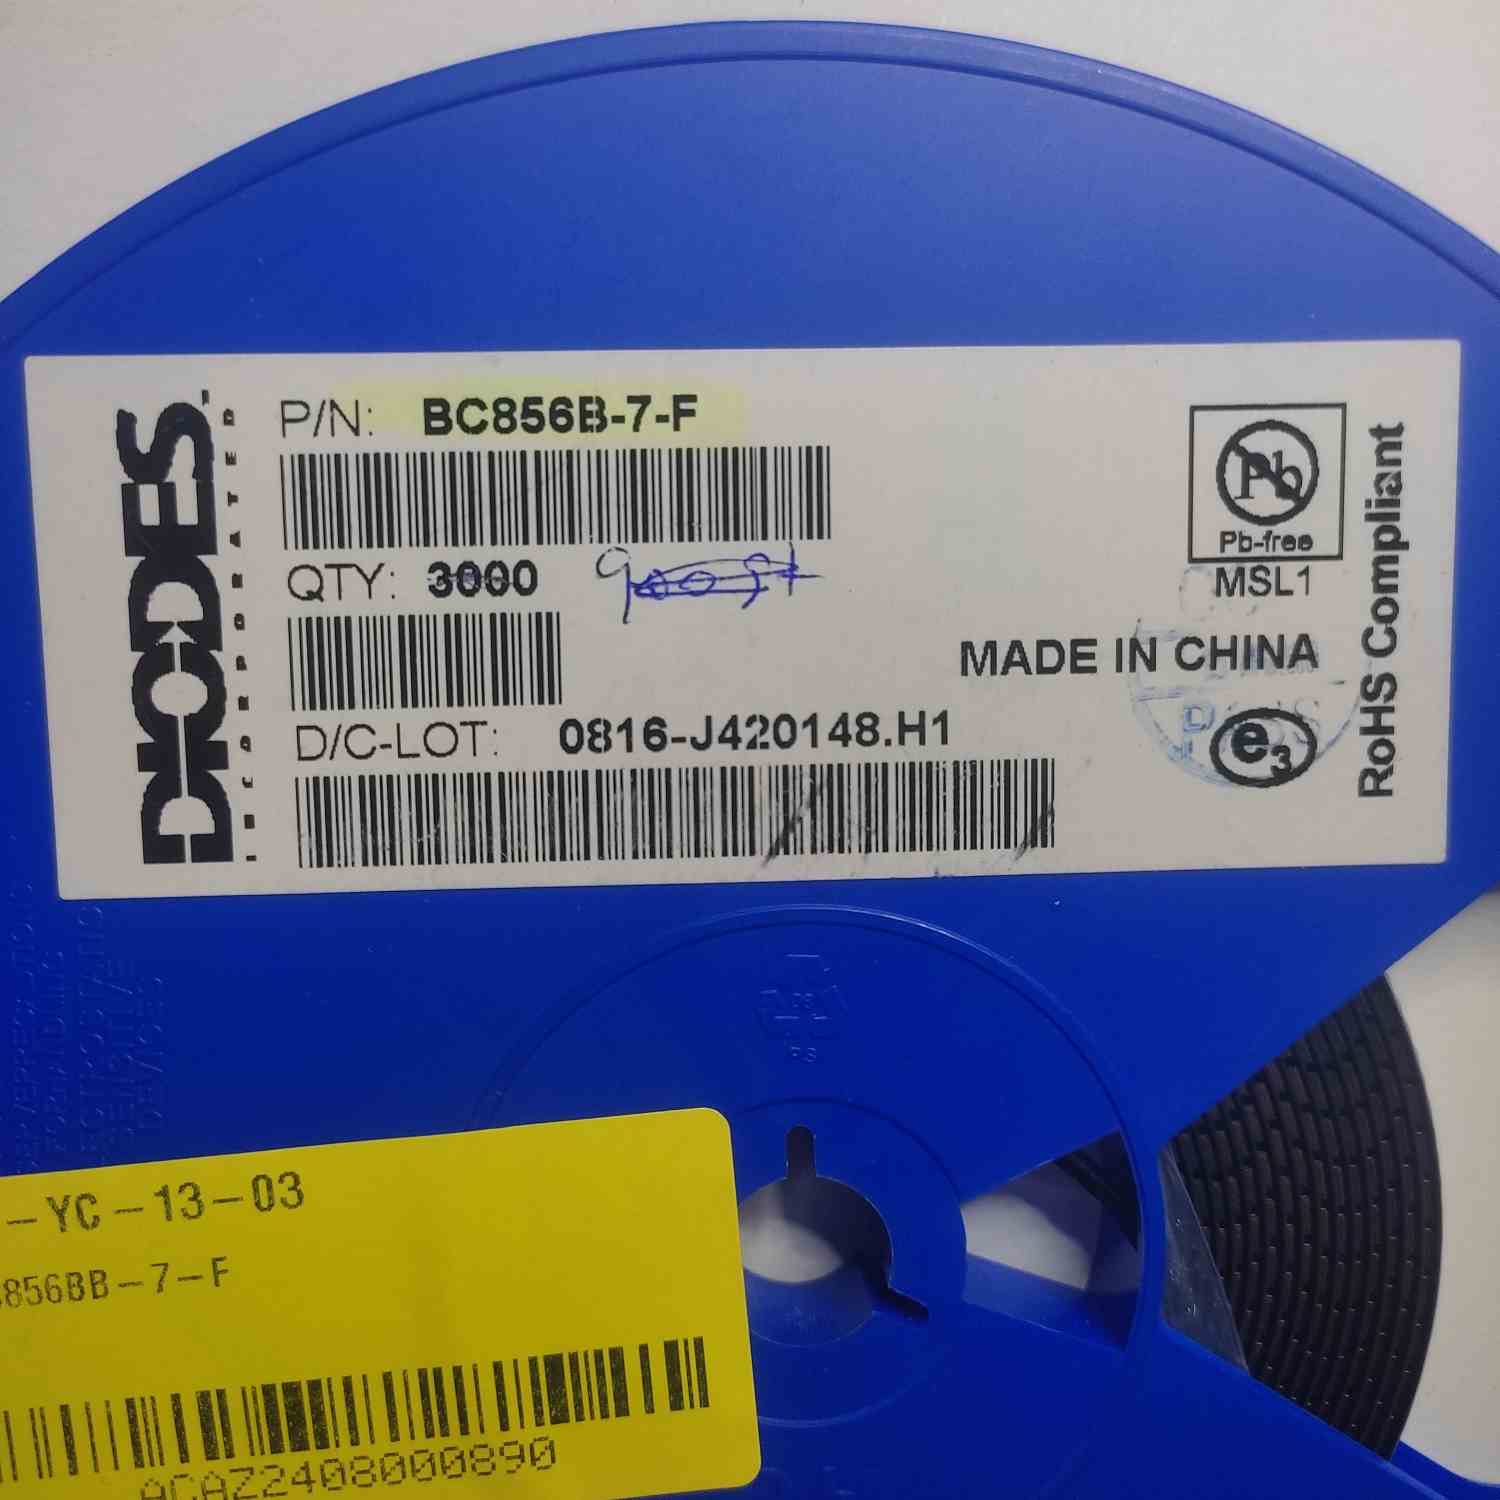 DIODES
INCORPORATED
P/N: BC856B-7-F
QTY: 3000
D/C-LOT: 0816-J420148.H1
Pb
Pb-free
MSL1
MADE IN CHINA
e3
RoHS Compliant
PS
-YC-13-03
856BB-7-F
ACAZ2408000890